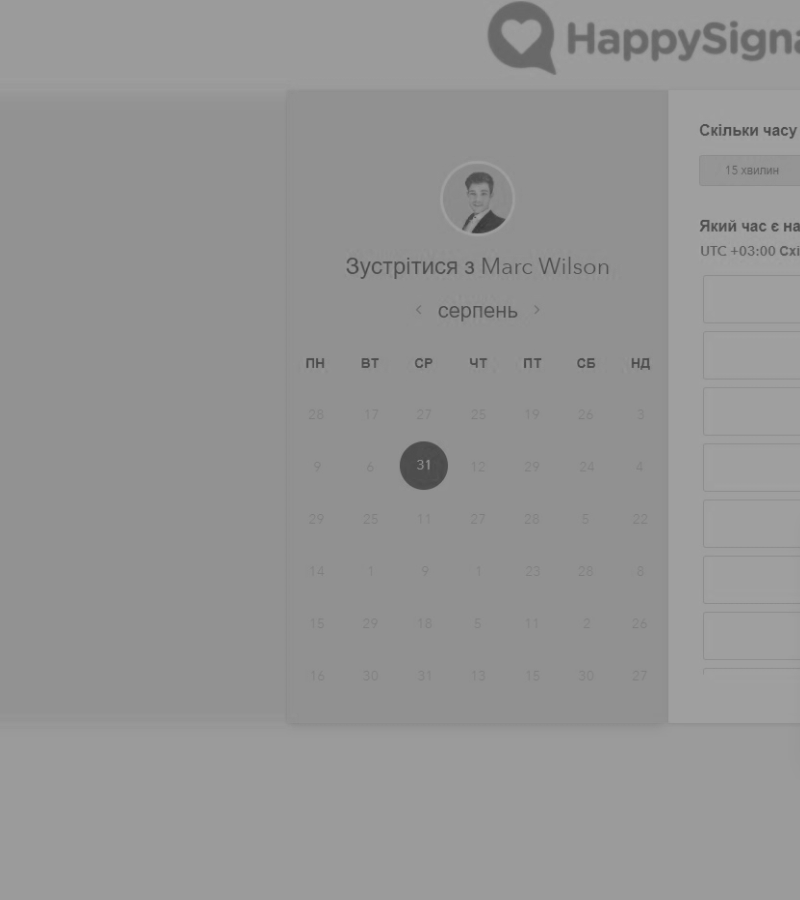 HappySigna
Зустрітися з Marc Wilson
серпень
ПН ВТ СР ЧТ ПТ СБ НД
28 17 27 25 19 26 3
9 6 31 12 29 24 4
29 25 11 27 28 5 22
14 1 9 1 23 28 8
15 29 18 5 11 2 26
16 30 31 13 15 30 27
Скільки часу
15 хвилин
Який час є на
UTC +03:00 Схі